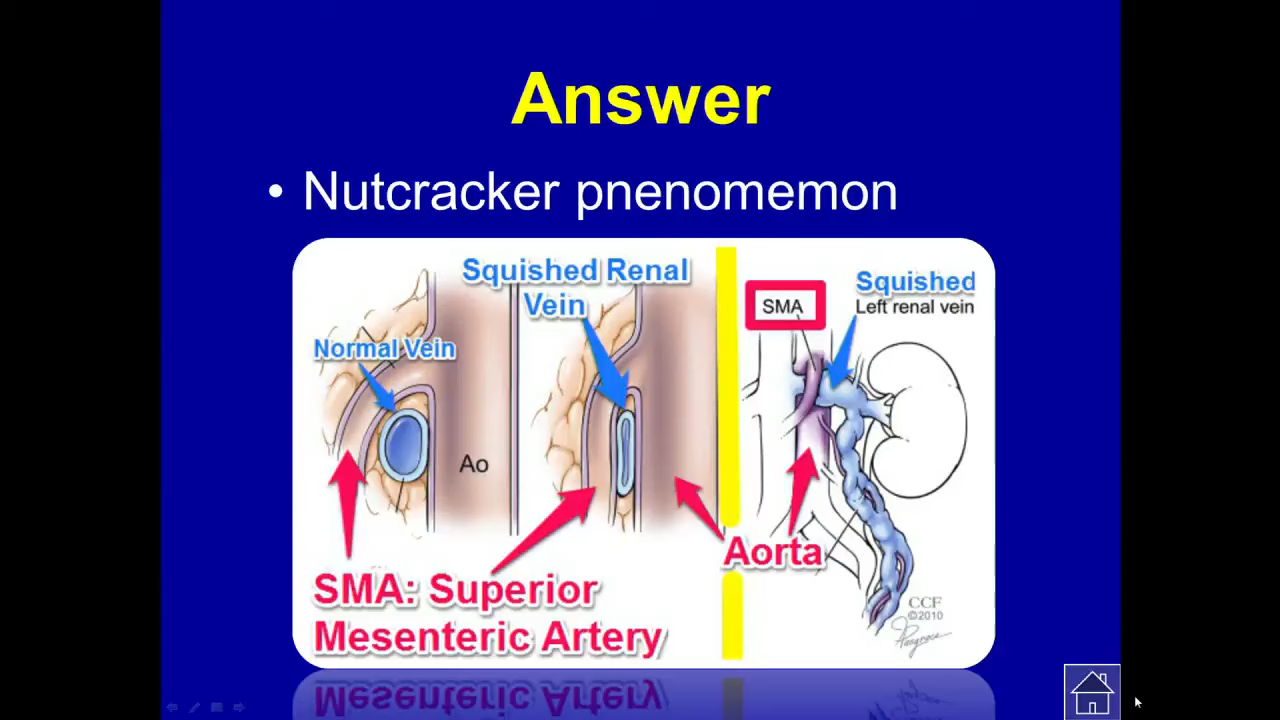 Answer
• Nutcracker pnenomemon
Squished Renal
Vein
Normal Vein
Ao
SMA: Superior
Mesenteric Artery
Aorta
SMA
Squished
Left renal vein
CCF
©2010